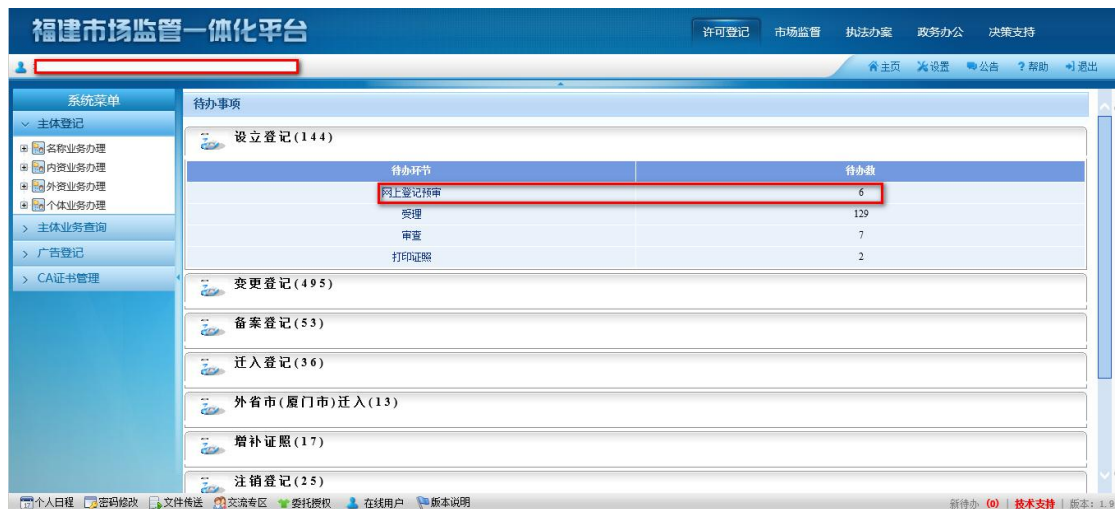 福建市场监管一体化平台
许可登记 市场监管 执法办案 政务办公 决策支持
主页 设置 公告 ? 帮助 退出
系统菜单
主体登记
名称业务办理
内资业务办理
外资业务办理
个体业务办理
> 主体业务查询
> 广告登记
> CA证书管理
待办事项
设立登记(144)
待办环节 待办数
网上登记预审 6
受理 129
审查 7
打印证照 2
变更登记(495)
备案登记(53)
迁入登记(36)
外省市(厦门市)迁入(13)
增补证照(17)
注销登记(25)
个人日程 密码修改 文件传送 交流专区 委托授权 在线用户 版本说明
新待办 (0) | 技术支持 | 版本: 1.9